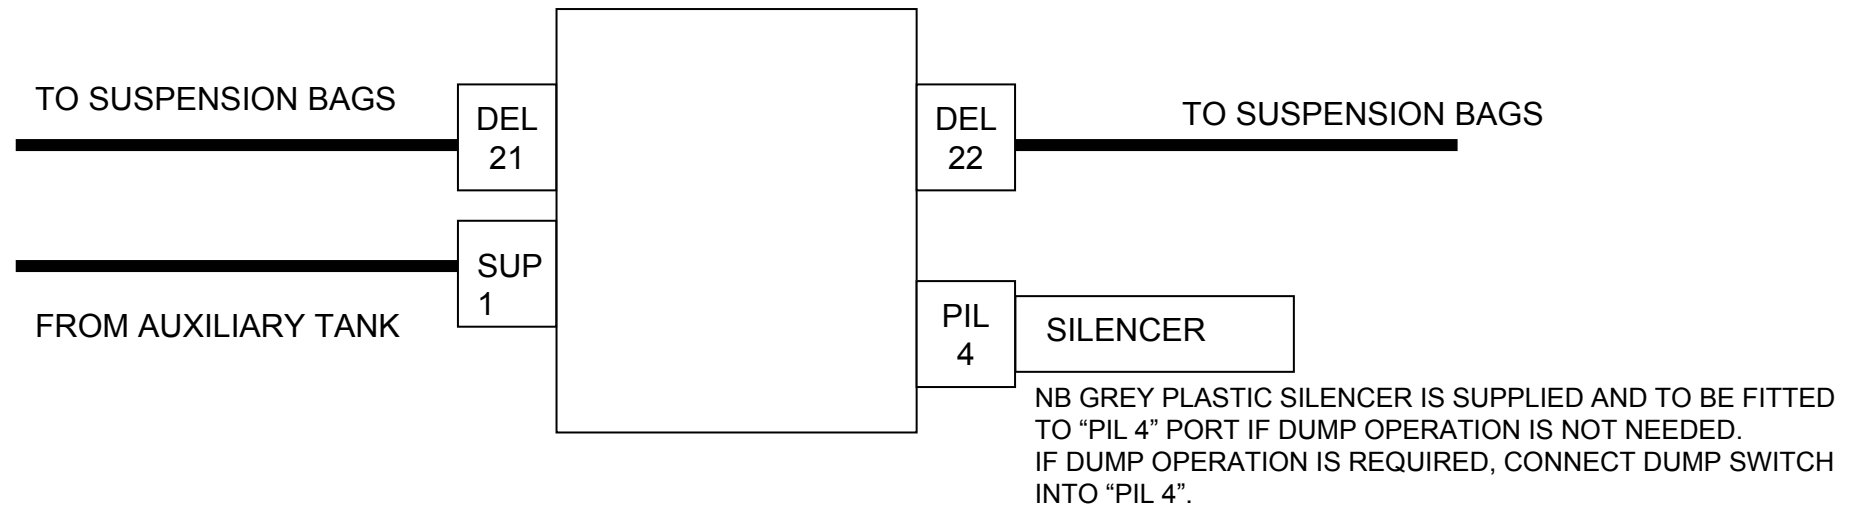 TO SUSPENSION BAGS
DEL
21
DEL
22
TO SUSPENSION BAGS
SUP
1
FROM AUXILIARY TANK
PIL
4
SILENCER
NB GREY PLASTIC SILENCER IS SUPPLIED AND TO BE FITTED
TO “PIL 4” PORT IF DUMP OPERATION IS NOT NEEDED.
IF DUMP OPERATION IS REQUIRED, CONNECT DUMP SWITCH
INTO “PIL 4”.